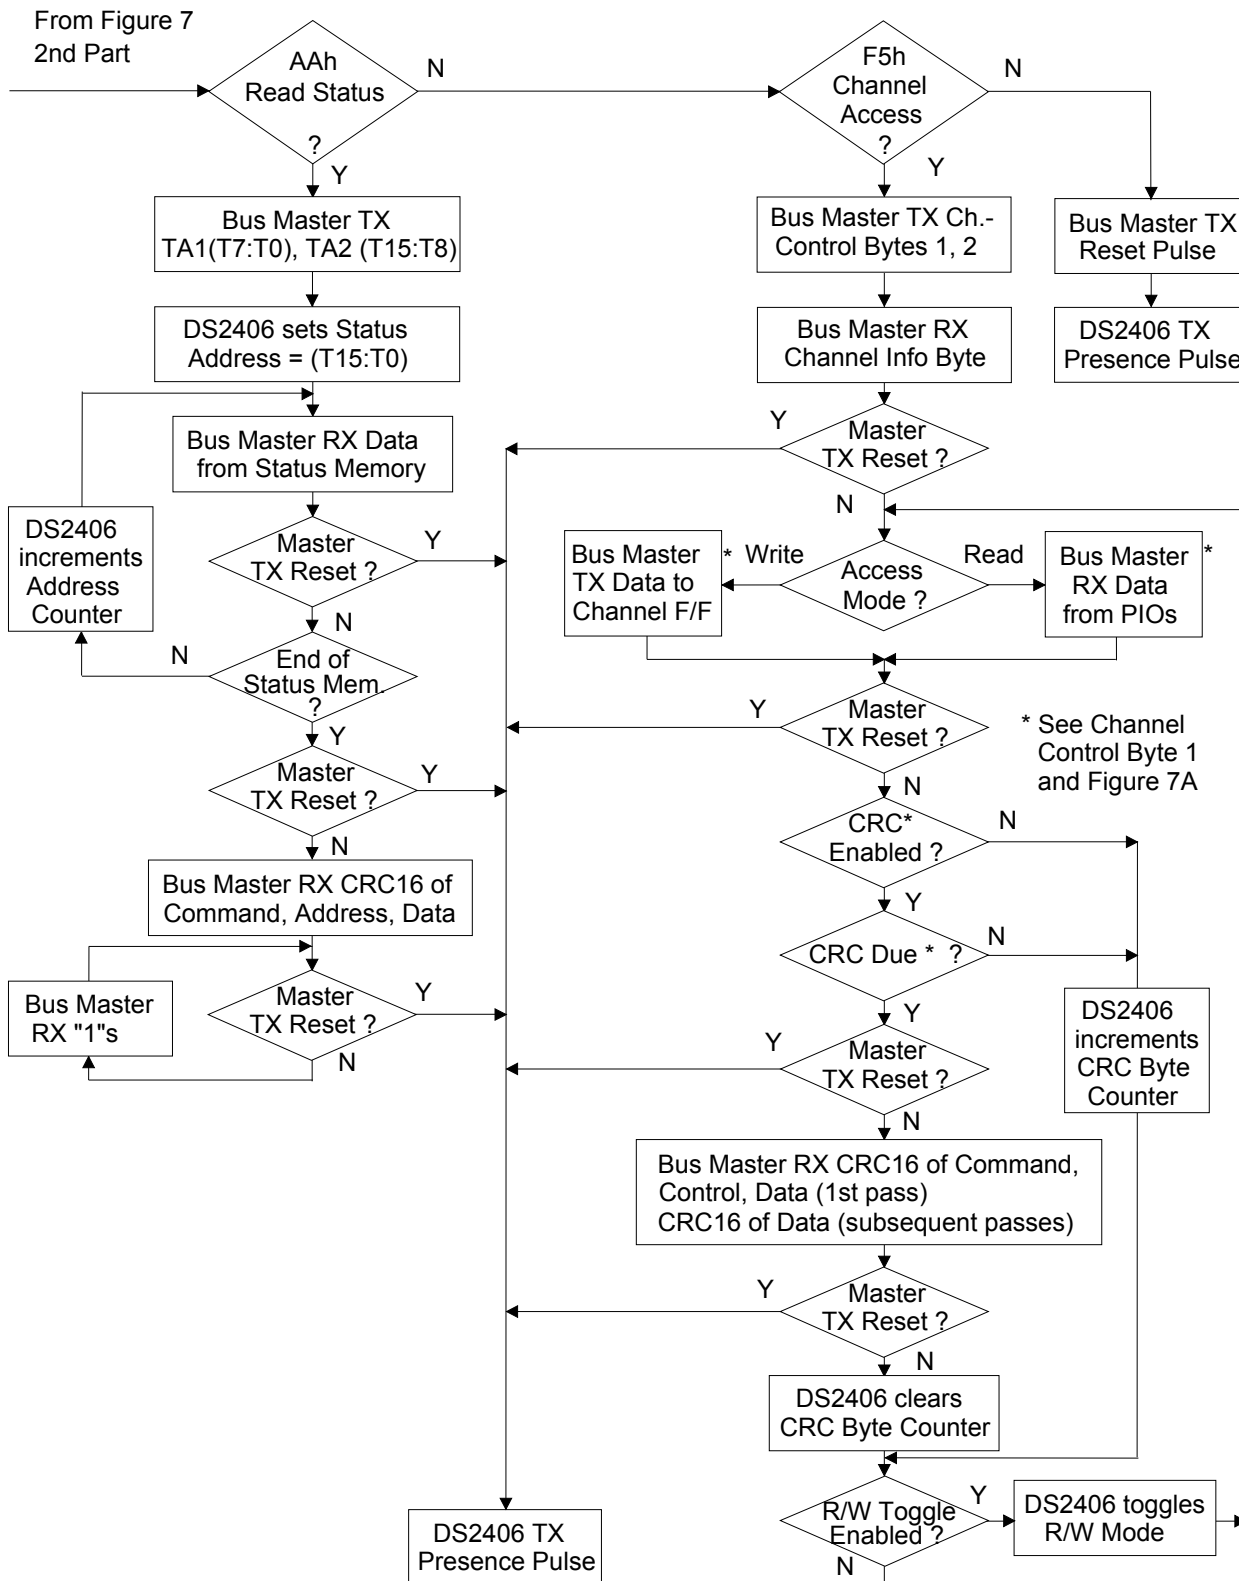 From Figure 7
2nd Part
AAh
Read Status
?
N
Y
F5h
Channel
Access
?
N
Y
Bus Master TX
TA1(T7:T0), TA2 (T15:T8)
Bus Master TX Ch.-
Control Bytes 1, 2
Bus Master TX
Reset Pulse
DS2406 sets Status
Address = (T15:T0)
Bus Master RX
Channel Info Byte
DS2406 TX
Presence Pulse
Bus Master RX Data
from Status Memory
Y
Master
TX Reset ?
N
DS2406
increments
Address
Counter
Master
TX Reset ?
Y
N
Bus Master
TX Data to
Channel F/F
* Write
Access
Mode ?
Read
Bus Master
RX Data
from PIOs
*
N
End of
Status Mem.
?
Y
Y
Master
TX Reset ?
N
* See Channel
Control Byte 1
and Figure 7A
Master
TX Reset ?
Y
N
CRC*
Enabled ?
N
Y
Bus Master RX CRC16 of
Command, Address, Data
CRC Due * ?
N
Y
Bus Master
RX "1"s
Master
TX Reset ?
Y
N
Y
Master
TX Reset ?
N
DS2406
increments
CRC Byte
Counter
Bus Master RX CRC16 of Command,
Control, Data (1st pass)
CRC16 of Data (subsequent passes)
Y
Master
TX Reset ?
N
DS2406 clears
CRC Byte Counter
R/W Toggle
Enabled ?
Y
N
DS2406 toggles
R/W Mode
DS2406 TX
Presence Pulse